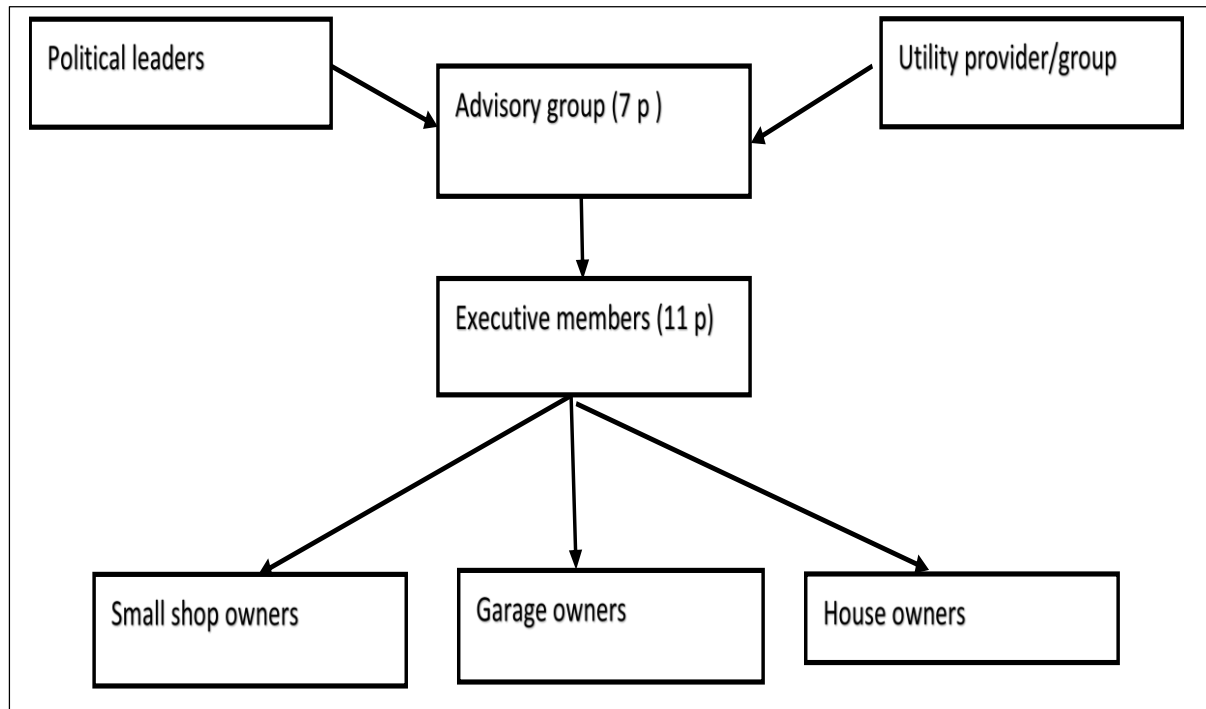 Political leaders
Utility provider/group
Advisory group (7 p )
Executive members (11 p)
Small shop owners
Garage owners
House owners